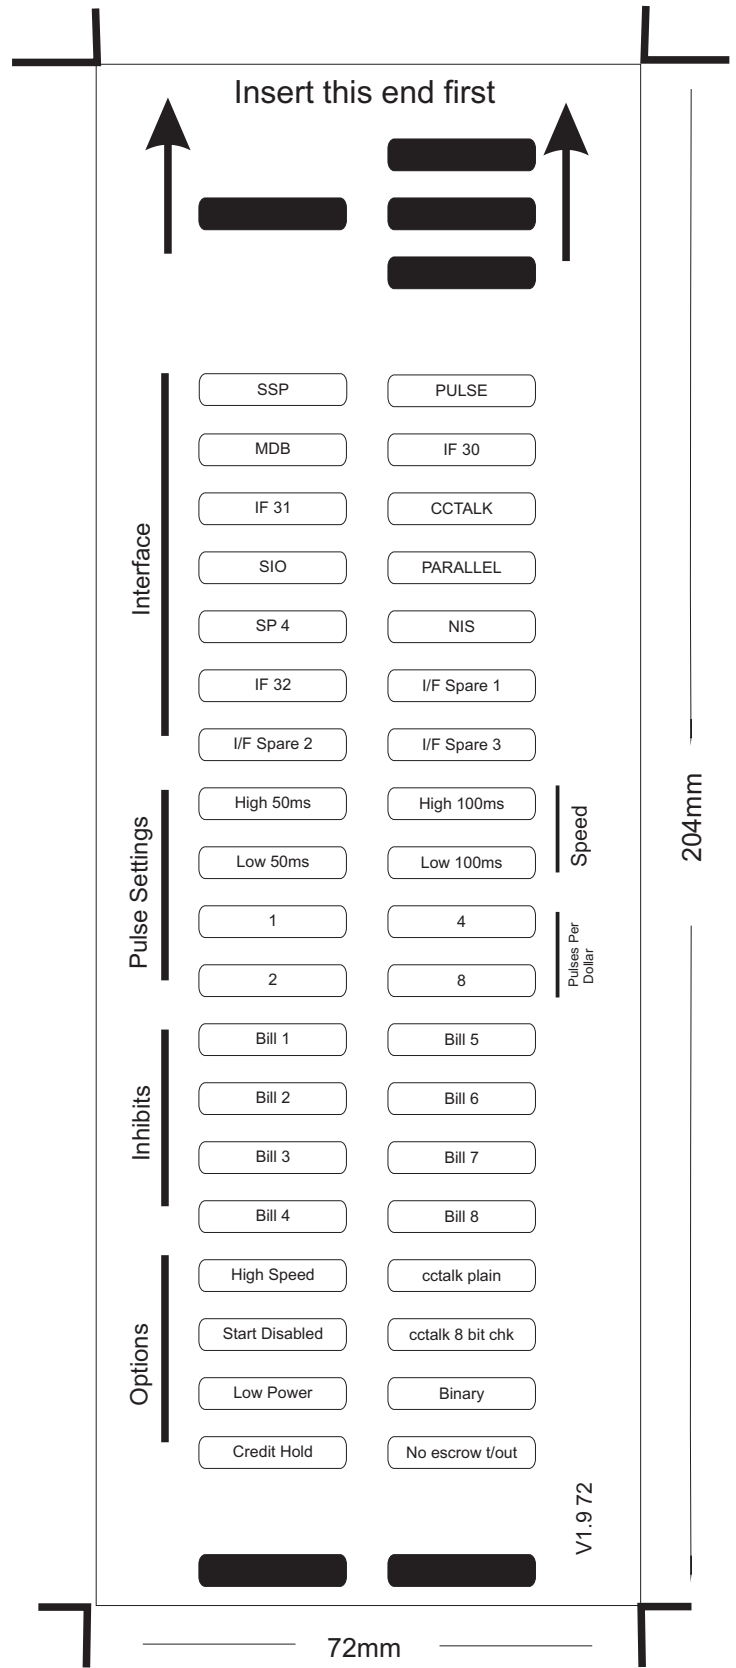 Insert this end first
Interface
SSP
PULSE
MDB
IF 30
IF 31
CCTALK
SIO
PARALLEL
SP 4
NIS
IF 32
I/F Spare 1
I/F Spare 2
I/F Spare 3
Pulse Settings
High 50ms
High 100ms
Speed
Low 50ms
Low 100ms
1
4
Pulses Per
Dollar
2
8
204mm
Inhibits
Bill 1
Bill 5
Bill 2
Bill 6
Bill 3
Bill 7
Bill 4
Bill 8
Options
High Speed
cctalk plain
Start Disabled
cctalk 8 bit chk
Low Power
Binary
Credit Hold
No escrow t/out
V1.9 72
72mm